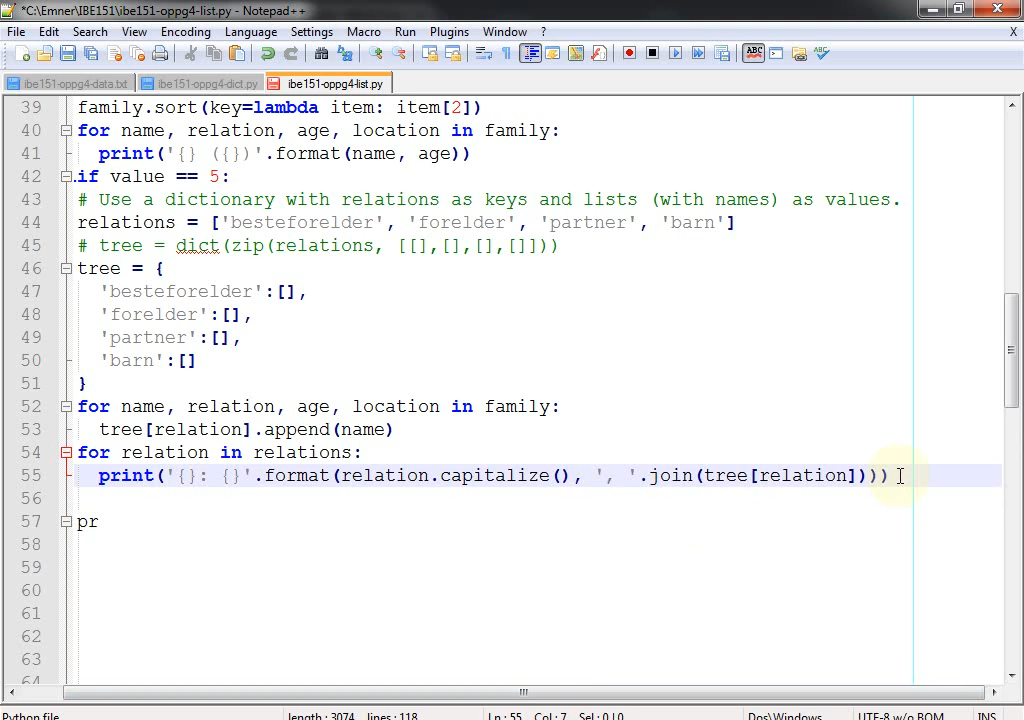 *C:\Emner\IBE151\ibe151-oppg4-list.py - Notepad++
File Edit Search View Encoding Language Settings Macro Run Plugins Window ? X
ibe151-oppg4-data.txt ibe151-oppg4-dict.py ibe151-oppg4-list.py
39 family.sort(key=lambda item: item[2])
40 for name, relation, age, location in family:
41 print('{} ({})'.format(name, age))
42 if value == 5:
43 # Use a dictionary with relations as keys and lists (with names) as values.
44 relations = ['besteforelder', 'forelder', 'partner', 'barn']
45 # tree = dict(zip(relations, [[],[],[],[]]))
46 tree = {
47 'besteforelder':[],
48 'forelder':[],
49 'partner':[],
50 'barn':[]
51 }
52 for name, relation, age, location in family:
53 tree[relation].append(name)
54 for relation in relations:
55 print('{}: {}'.format(relation.capitalize(), ', '.join(tree[relation])))
56
57 pr
58
59
60
61
62
63
64
Python file length : 3074 lines : 118 Ln : 55 Col : 7 Sel : 0 | 0 Dos\Windows UTF-8 w/o BOM INS